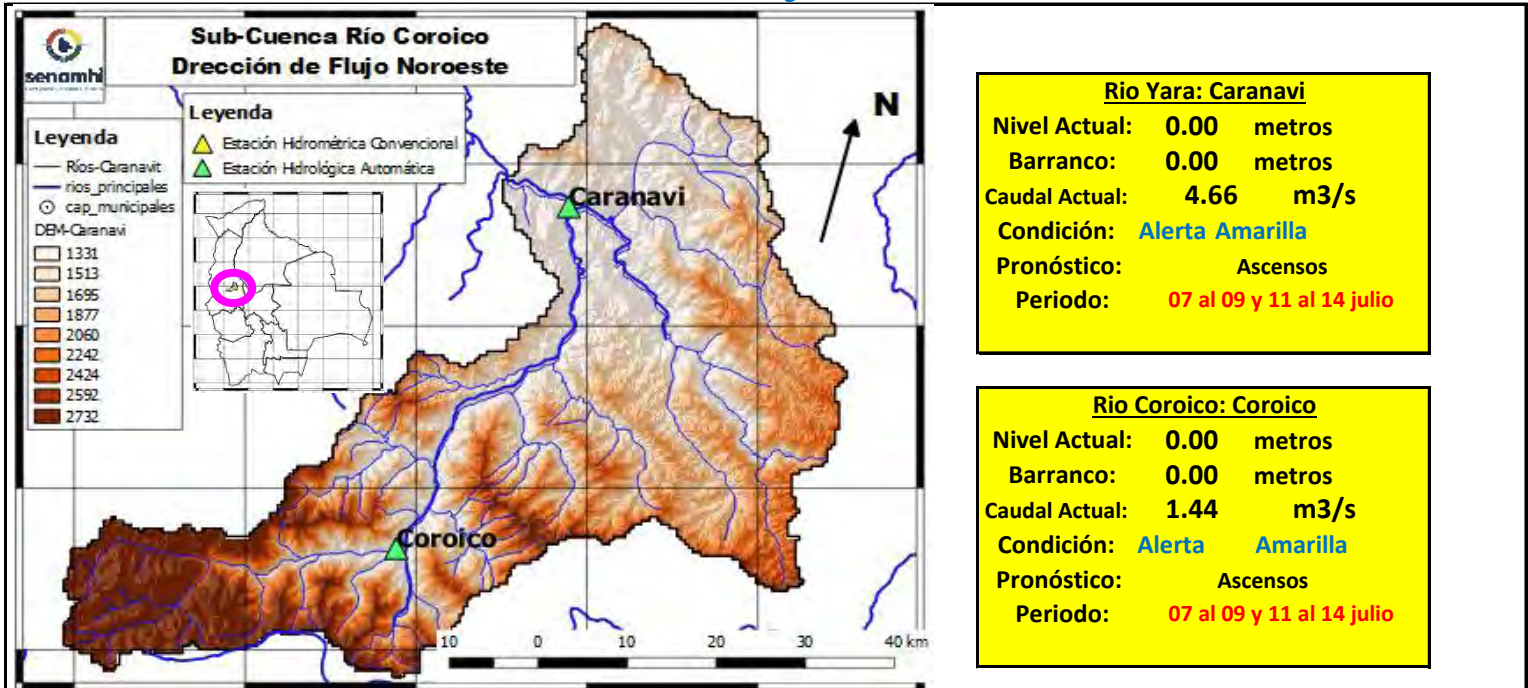 senamhi
Sub-Cuenca Río Coroico
Drección de Flujo Noroeste
Leyenda
Estación Hidrométrica Convencional
Estación Hidrológica Automática
Leyenda
Ríos-Caranavit
rios_principales
cap_municipales
DEM-Caranavi
1331
1513
1695
1877
2060
2242
2424
2592
2732
N
Caranavi
Coroico
10 0 10 20 30 40 km
Rio Yara: Caranavi
Nivel Actual: 0.00 metros
Barranco: 0.00 metros
Caudal Actual: 4.66 m3/s
Condición: Alerta Amarilla
Pronóstico: Ascensos
Periodo: 07 al 09 y 11 al 14 julio
Rio Coroico: Coroico
Nivel Actual: 0.00 metros
Barranco: 0.00 metros
Caudal Actual: 1.44 m3/s
Condición: Alerta Amarilla
Pronóstico: Ascensos
Periodo: 07 al 09 y 11 al 14 julio